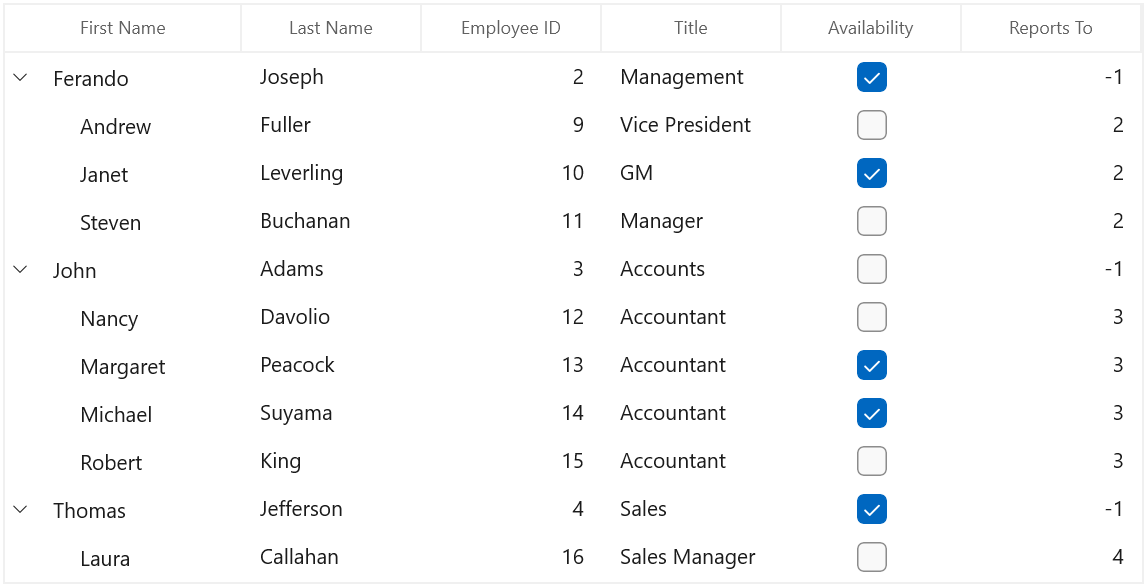 First Name Last Name Employee ID Title Availability Reports To
Ferando Joseph 2 Management -1
Andrew Fuller 9 Vice President 2
Janet Leverling 10 GM 2
Steven Buchanan 11 Manager 2
John Adams 3 Accounts -1
Nancy Davolio 12 Accountant 3
Margaret Peacock 13 Accountant 3
Michael Suyama 14 Accountant 3
Robert King 15 Accountant 3
Thomas Jefferson 4 Sales -1
Laura Callahan 16 Sales Manager 4